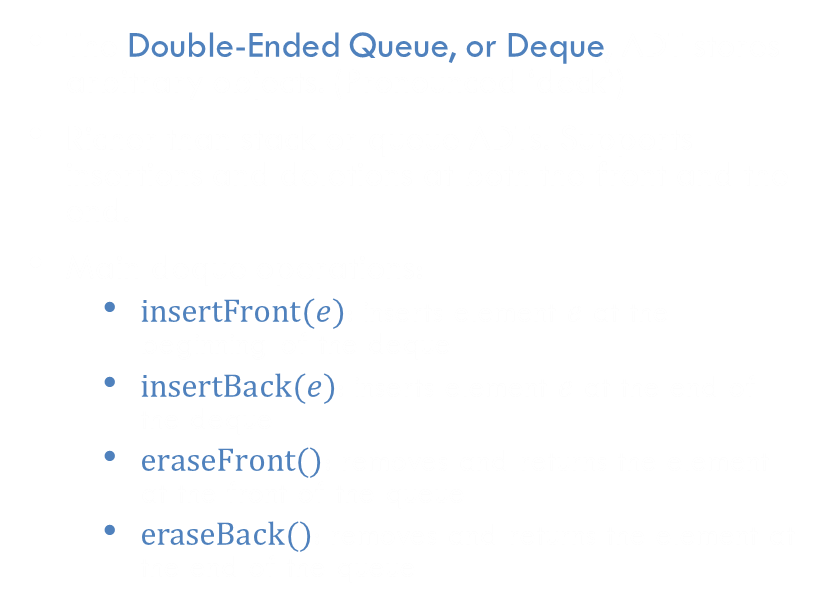 Double-Ended Queue, or Deque
• insertFront(e)
• insertBack(e)
• eraseFront()
• eraseBack()